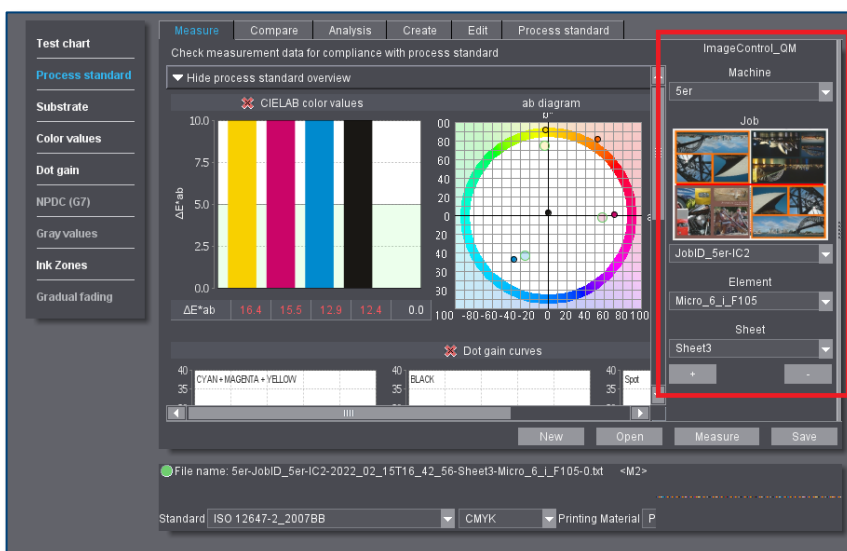 Measure Compare Analysis Create Edit Process standard
Check measurement data for compliance with process standard
Hide process standard overview
Test chart
Process standard
Substrate
Color values
Dot gain
NPDC (G7)
Gray values
Ink Zones
Gradual fading
CIELAB color values
10.0
7.5
5.0
2.5
0.0
ΔE*ab
ΔE*ab 16.4 15.5 12.9 12.4 0.0
ab diagram
b*
00
80
60
40
20
0
20
40
60
80
30
100 -80-60-40-20 0 20 40 60 80 100
a
Dot gain curves
40
35
CYAN+MAGENTA+YELLOW
40
35
BLACK
40
35
Spot
ImageControl_QM
Machine
5er
Job
JobID_5er-IC2
Element
Micro_6_i_F105
Sheet
Sheet3
+ -
New Open Measure Save
File name: 5er-JobID_5er-IC2-2022_02_15T16_42_56-Sheet3-Micro_6_i_F105-0.txt <M2>
Standard ISO 12647-2_2007BB CMYK Printing Material P